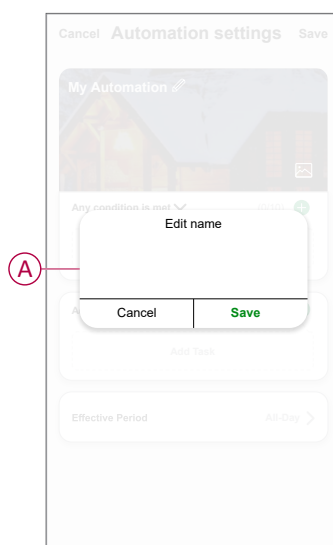 Cancel Automation settings Save
My Automation
Any condition is met
Edit name
A
Cancel Save
Add Task
Effective Period All-Day